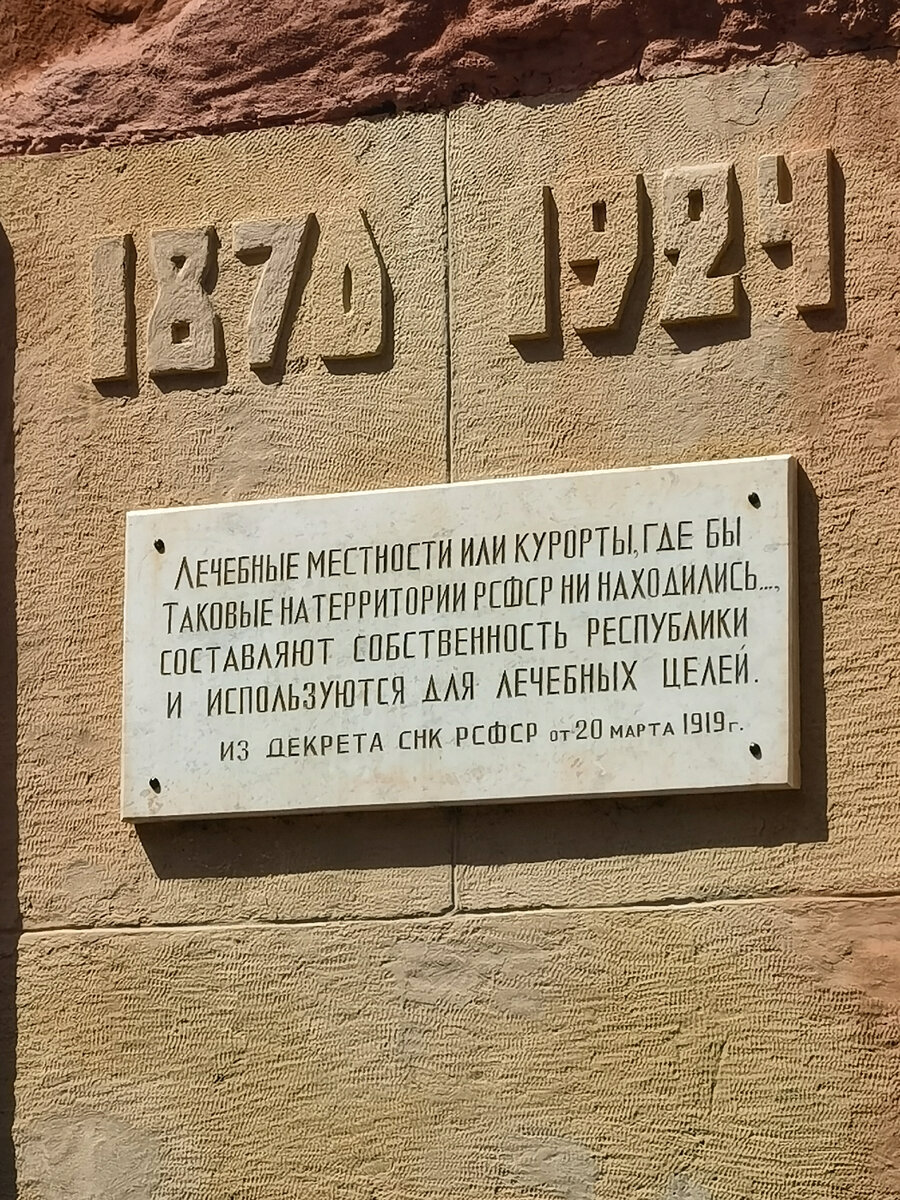 1870 1924
ЛЕЧЕБНЫЕ МЕСТНОСТИ ИЛИ КУРОРТЫ, ГДЕ БЫ
ТАКОВЫЕ НА ТЕРРИТОРИИ РСФСР НИ НАХОДИЛИСЬ...,
СОСТАВЛЯЮТ СОБСТВЕННОСТЬ РЕСПУБЛИКИ
И ИСПОЛЬЗУЮТСЯ ДЛЯ ЛЕЧЕБНЫХ ЦЕЛЕЙ.
ИЗ ДЕКРЕТА СНК РСФСР ОТ 20 МАРТА 1919 Г.